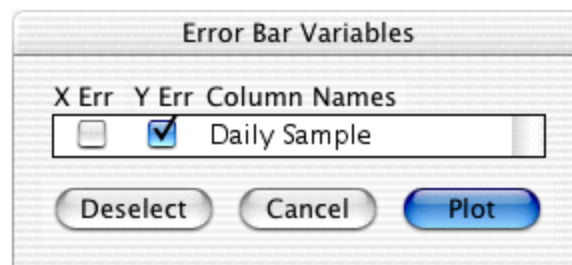 Error Bar Variables
X Err Y Err Column Names
Daily Sample
Deselect Cancel Plot